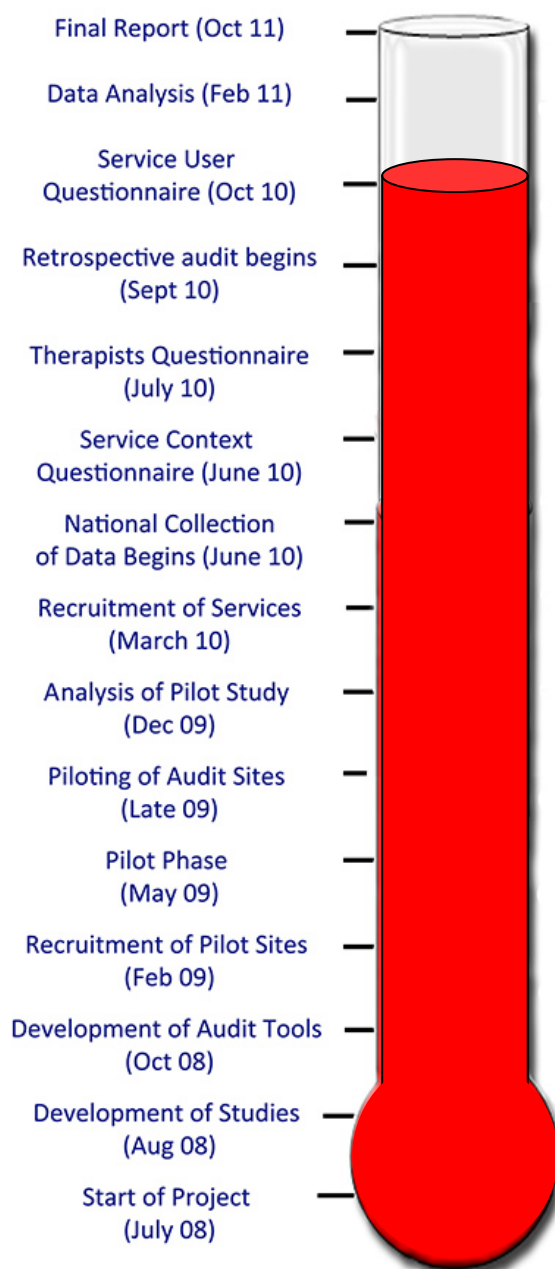 Final Report (Oct 11)
Data Analysis (Feb 11)
Service User
Questionnaire (Oct 10)
Retrospective audit begins
(Sept 10)
Therapists Questionnaire
(July 10)
Service Context
Questionnaire (June 10)
National Collection
of Data Begins (June 10)
Recruitment of Services
(March 10)
Analysis of Pilot Study
(Dec 09)
Piloting of Audit Sites
(Late 09)
Pilot Phase
(May 09)
Recruitment of Pilot Sites
(Feb 09)
Development of Audit Tools
(Oct 08)
Development of Studies
(Aug 08)
Start of Project
(July 08)